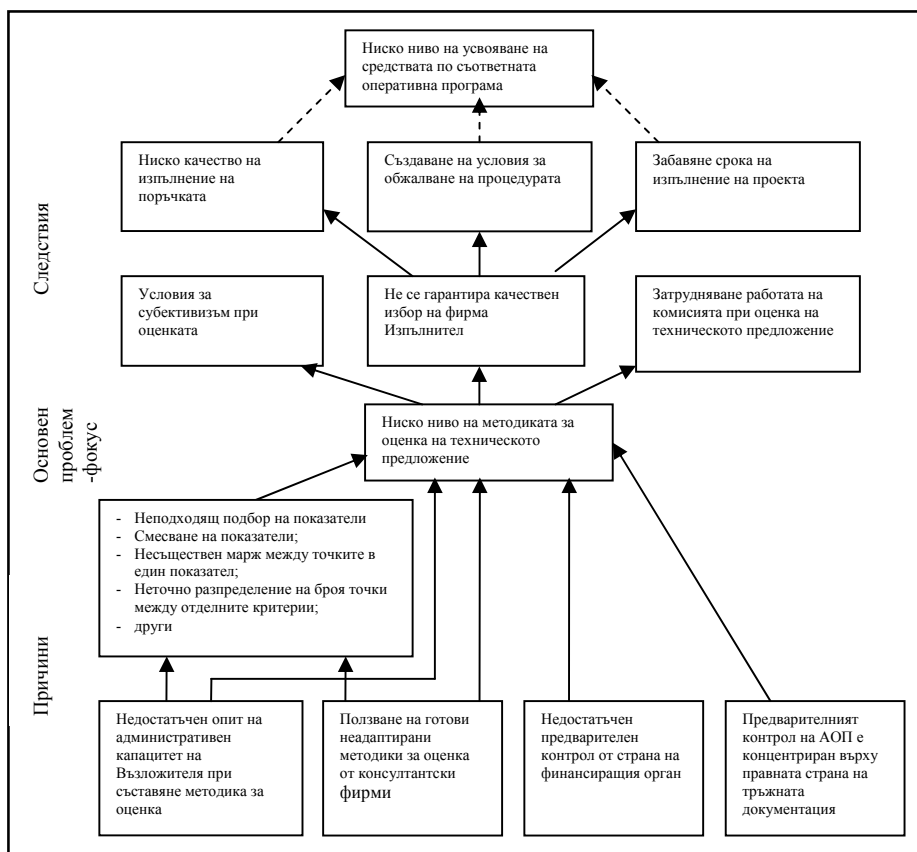 Ниско ниво на усвояване на
средствата по съответната
оперативна програма
Следствия
Ниско качество на
изпълнение на
поръчката
Създаване на условия за
обжалване на процедурата
Забавяне срока на
изпълнение на проекта
Условия за
субективизъм при
оценката
Не се гарантира качествен
избор на фирма
Изпълнител
Затрудняване работата на
комисията при оценка на
техническото предложение
Основен
проблем
-фокус
Ниско ниво на методиката за
оценка на техническото
предложение
- Неподходящ подбор на показатели
- Смесване на показатели;
- Несъществен марж между точките в
един показател;
- Неточно разпределение на броя точки
между отделните критерии;
- други
Причини
Недостатъчен опит на
административен
капацитет на
Възложителя при
съставяне методика за
оценка
Ползване на готови
неадаптирани
методики за оценка
от консултантски
фирми
Недостатъчен
предварителен
контрол от страна на
финансиращия орган
Предварителният
контрол на АОП е
концентриран върху
правната страна на
тръжната
документация